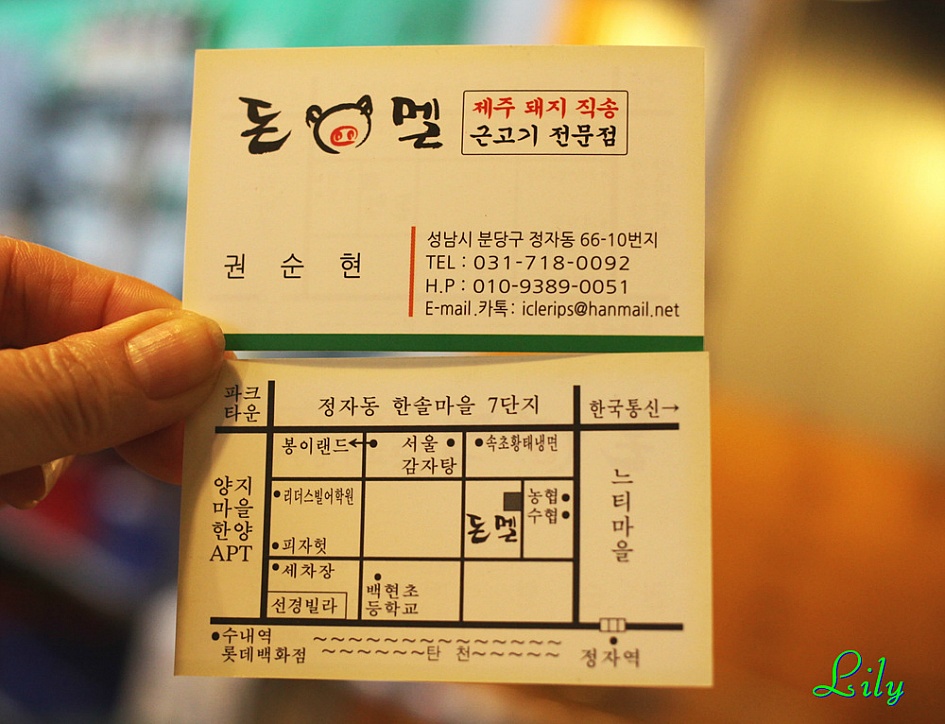 돈 멜
제주 돼지 직송
근고기 전문점
권 순 현
성남시 분당구 정자동 66-10번지
TEL : 031-718-0092
H.P : 010-9389-0051
E-mail.카톡 : iclerips@hanmail.net
파크
타운
정자동 한솔마을 7단지
한국통신→
봉이랜드←
서울
감자탕
속초황태냉면
양지
마을
한양
APT
리더스빌어학원
농협
수협
돈멜
느티마을
피자헛
세차장
선경빌라
백현초
등학교
수내역
롯데백화점
~~~~~~~~~~~~~~~~
~~~~~~탄 천~~~~~
정자역
Lily